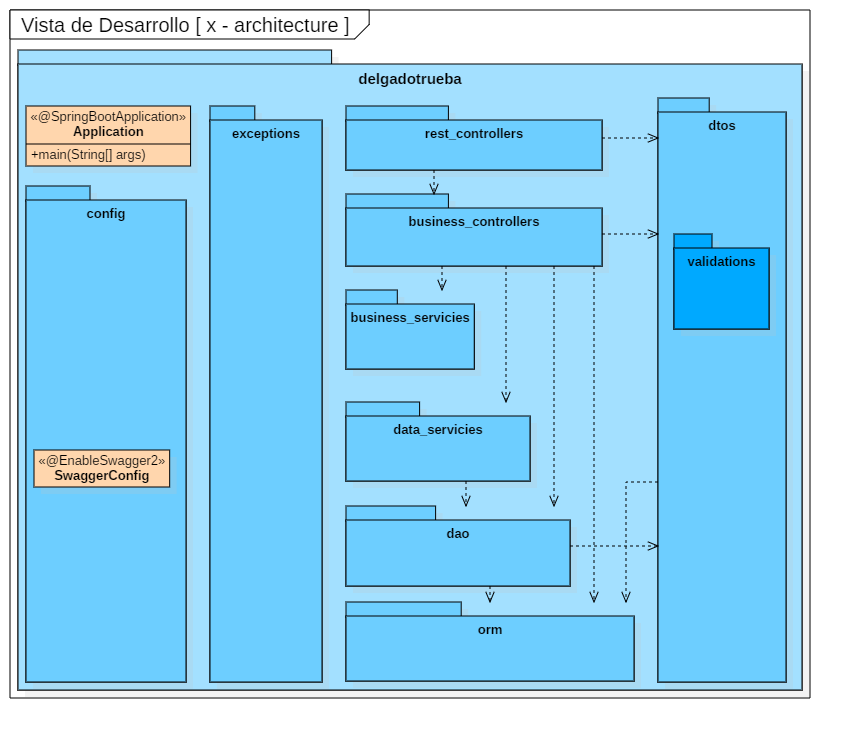 Vista de Desarrollo [ x - architecture ]
delgadotrueba
«@SpringBootApplication»
Application
+main(String[] args)
config
«@EnableSwagger2»
SwaggerConfig
exceptions
rest_controllers
business_controllers
business_servicies
data_servicies
dao
orm
dtos
validations